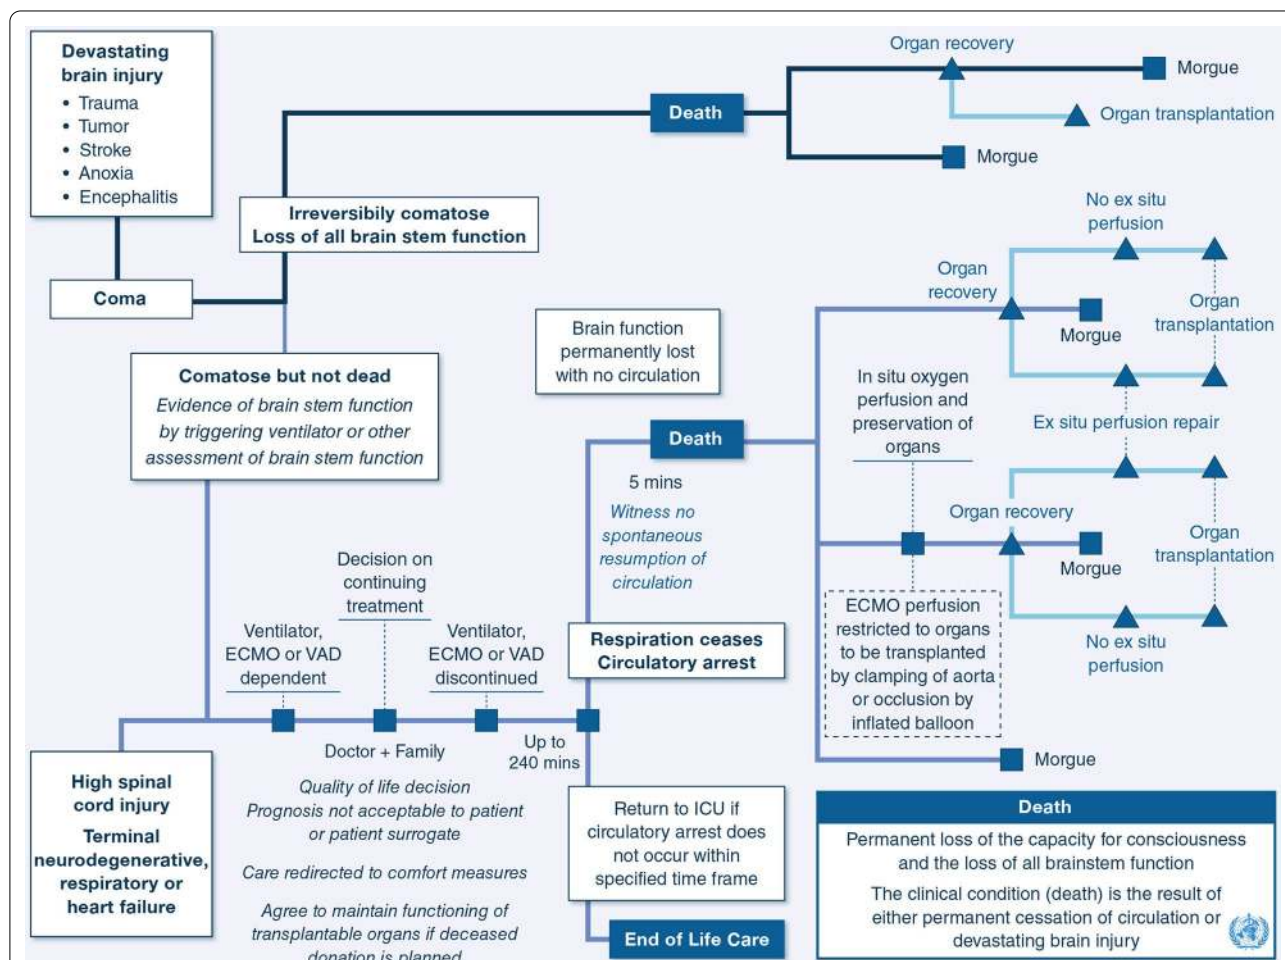 Devastating
brain injury
• Trauma
• Tumor
• Stroke
• Anoxia
• Encephalitis
Coma
Irreversibily comatose
Loss of all brain stem function
Death
Organ recovery
Morgue
Organ transplantation
Morgue
Comatose but not dead
Evidence of brain stem function
by triggering ventilator or other
assessment of brain stem function
Brain function
permanently lost
with no circulation
Death
5 mins
Witness no
spontaneous
resumption of
circulation
Respiration ceases
Circulatory arrest
No ex situ
perfusion
Organ
recovery
Morgue
Organ
transplantation
In situ oxygen
perfusion and
preservation of
organs
Ex situ perfusion repair
Organ recovery
Morgue
Organ
transplantation
No ex situ
perfusion
ECMO perfusion
restricted to organs
to be transplanted
by clamping of aorta
or occlusion by
inflated balloon
Morgue
Ventilator,
ECMO or VAD
dependent
Decision on
continuing
treatment
Ventilator,
ECMO or VAD
discontinued
Doctor + Family
Up to
240 mins
Quality of life decision
Prognosis not acceptable to patient
or patient surrogate
Care redirected to comfort measures
Agree to maintain functioning of
transplantable organs if deceased
donation is planned
High spinal
cord injury
Terminal
neurodegenerative,
respiratory or
heart failure
Return to ICU if
circulatory arrest does
not occur within
specified time frame
End of Life Care
Death
Permanent loss of the capacity for consciousness
and the loss of all brainstem function
The clinical condition (death) is the result of
either permanent cessation of circulation or
devastating brain injury